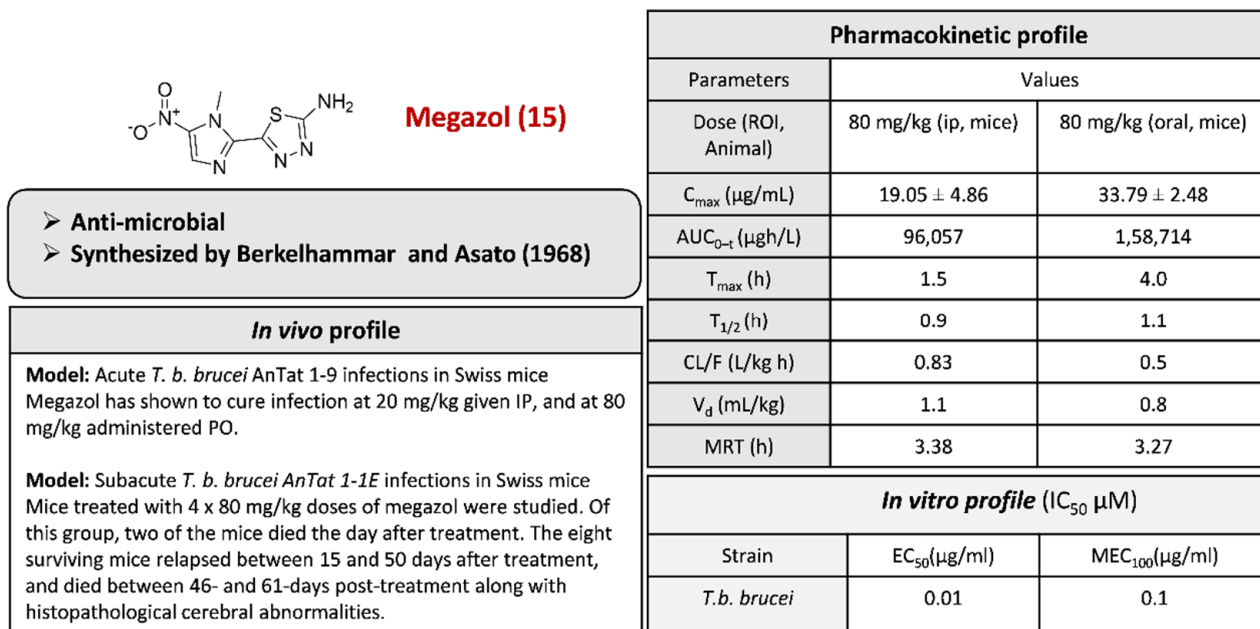 O
-O
N+
N
N
S
NH₂
N
N
Megazol (15)
➢ Anti-microbial
➢ Synthesized by Berkelhammar and Asato (1968)
In vivo profile
Model: Acute T. b. brucei AnTat 1-9 infections in Swiss mice
Megazol has shown to cure infection at 20 mg/kg given IP, and at 80
mg/kg administered PO.
Model: Subacute T. b. brucei AnTat 1-1E infections in Swiss mice
Mice treated with 4 x 80 mg/kg doses of megazol were studied. Of
this group, two of the mice died the day after treatment. The eight
surviving mice relapsed between 15 and 50 days after treatment,
and died between 46- and 61-days post-treatment along with
histopathological cerebral abnormalities.
Pharmacokinetic profile
Parameters Values
Dose (ROI, Animal) 80 mg/kg (ip, mice) 80 mg/kg (oral, mice)
Cmax (μg/mL) 19.05 ± 4.86 33.79 ± 2.48
AUC0–t (μgh/L) 96,057 1,58,714
Tmax (h) 1.5 4.0
T1/2 (h) 0.9 1.1
CL/F (L/kg h) 0.83 0.5
Vd (mL/kg) 1.1 0.8
MRT (h) 3.38 3.27
In vitro profile (IC50 μM)
Strain EC50(μg/ml) MEC100(μg/ml)
T.b. brucei 0.01 0.1